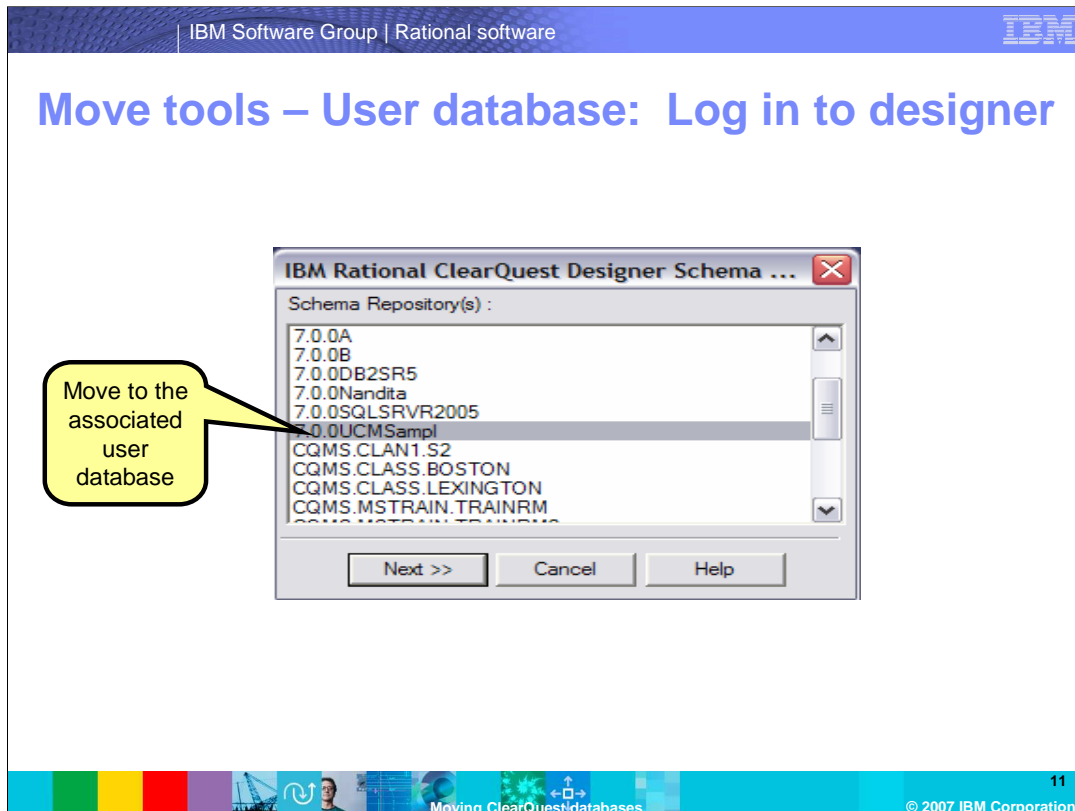 IBM Software Group | Rational software
IBM
Move tools – User database: Log in to designer
IBM Rational ClearQuest Designer Schema ...
Schema Repository(s) :
7.0.0A
7.0.0B
7.0.0DB2SR5
7.0.0Nandita
7.0.0SQLSRVR2005
7.0.0UCMSampl
CQMS.CLAN1.S2
CQMS.CLASS.BOSTON
CQMS.CLASS.LEXINGTON
CQMS.MSTRAIN.TRAINRM
Move to the
associated
user
database
Next >>
Cancel
Help
11
Moving ClearQuest databases
© 2007 IBM Corporation